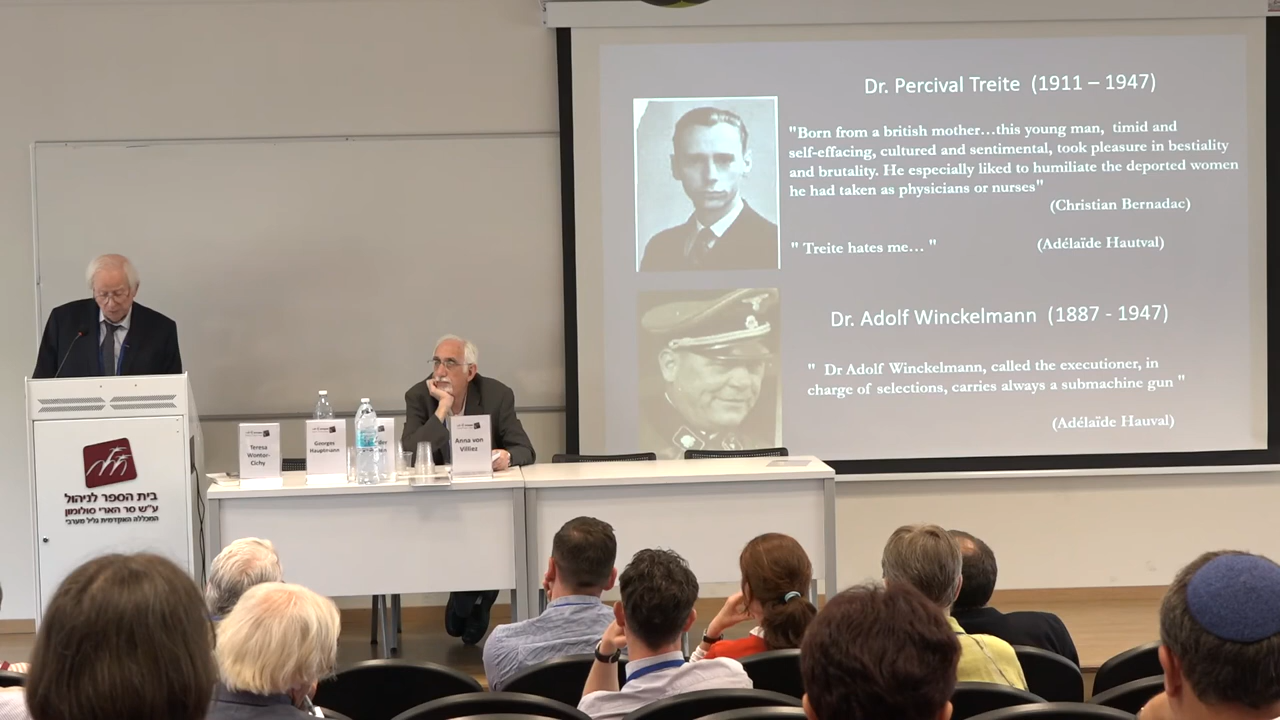 Dr. Percival Treite (1911 – 1947)
"Born from a british mother...this young man, timid and
self-effacing, cultured and sentimental, took pleasure in bestiality
and brutality. He especially liked to humiliate the deported women
he had taken as physicians or nurses"
(Christian Bernadac)
" Treite hates me... " (Adélaïde Hautval)
Dr. Adolf Winckelmann (1887 - 1947)
" Dr Adolf Winckelmann, called the executioner, in
charge of selections, carries always a submachine gun "
(Adélaïde Hauval)
Teresa
Wontor-
Cichy
Georges
Hauptmann
Anna von
Villiez
בית הספר לניהול
ע"ש סר הארי סולומון
המכללה האקדמית גליל מערבי